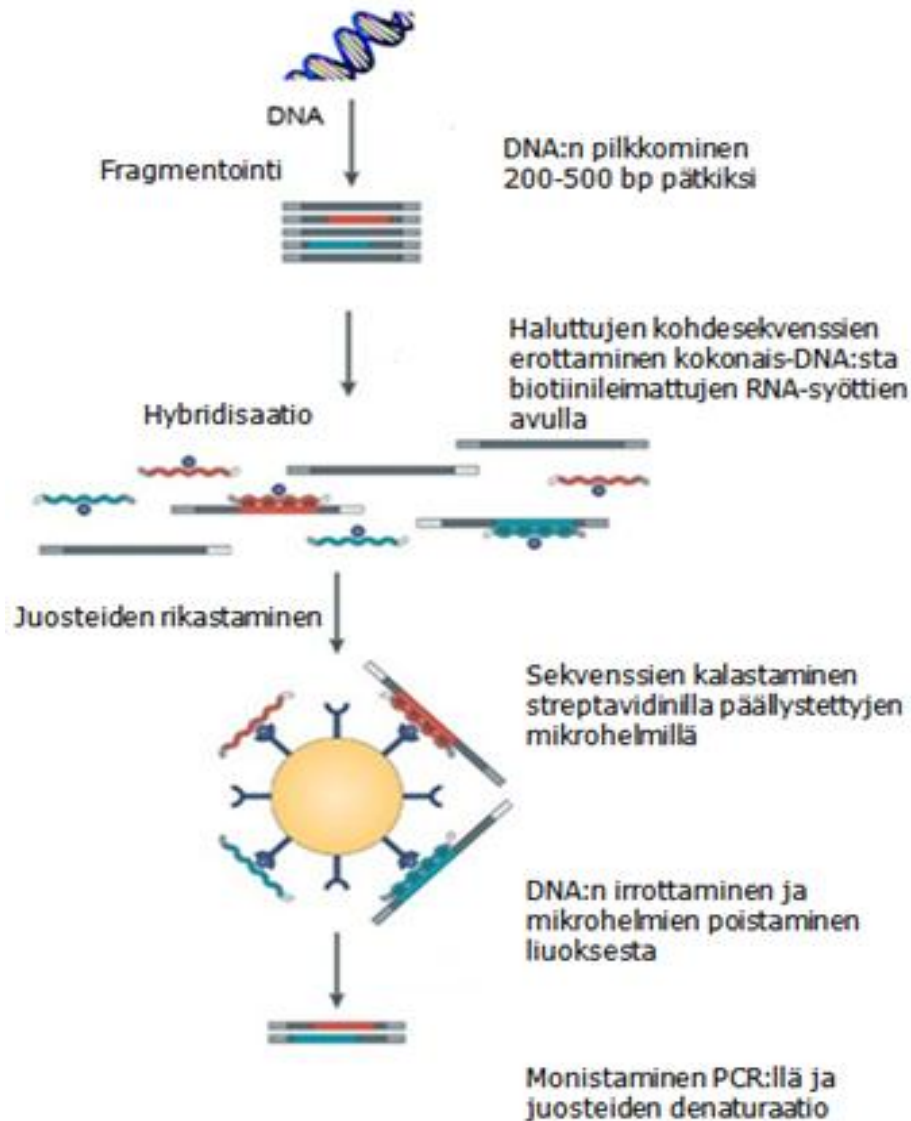 DNA
Fragmentointi
DNA:n pilkkominen
200-500 bp pätkiksi
Haluttujen kohdesekvenssien
erottaminen kokonais-DNA:sta
biotiinileimattujen RNA-syöttien
avulla
Hybridisaatio
Juosteiden rikastaminen
Sekvenssien kalastaminen
streptavidinilla päällystettyjen
mikrohelmillä
DNA:n irrottaminen ja
mikrohelmien poistaminen
liuoksesta
Monistaminen PCR:llä ja
juosteiden denaturaatio